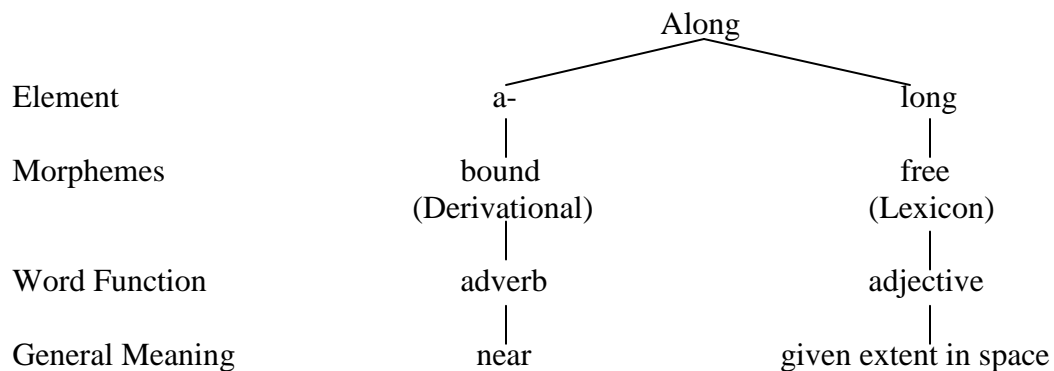 Along
Element a- long
Morphemes bound free
(Derivational) (Lexicon)
Word Function adverb adjective
General Meaning near given extent in space